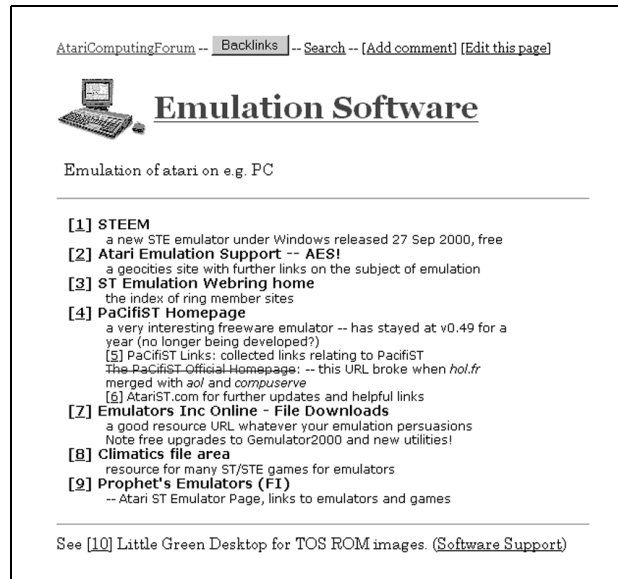 AtariComputingForum -- Backlinks -- Search -- [Add comment] [Edit this page]
Emulation Software
Emulation of atari on e.g. PC
[1] STEEM
a new STE emulator under Windows released 27 Sep 2000, free
[2] Atari Emulation Support -- AES!
a geocities site with further links on the subject of emulation
[3] ST Emulation Webring home
the index of ring member sites
[4] PaCifiST Homepage
a very interesting freeware emulator -- has stayed at v0.49 for a
year (no longer being developed?)
[5] PaCifiST Links: collected links relating to PacifiST
The PaCifiST Official Homepage: -- this URL broke when hol.fr
merged with aol and compuserve
[6] AtariST.com for further updates and helpful links
[7] Emulators Inc Online - File Downloads
a good resource URL whatever your emulation persuasions
Note free upgrades to Gemulator2000 and new utilities!
[8] Climatics file area
resource for many ST/STE games for emulators
[9] Prophet's Emulators (FI)
-- Atari ST Emulator Page, links to emulators and games
See [10] Little Green Desktop for TOS ROM images. (Software Support)